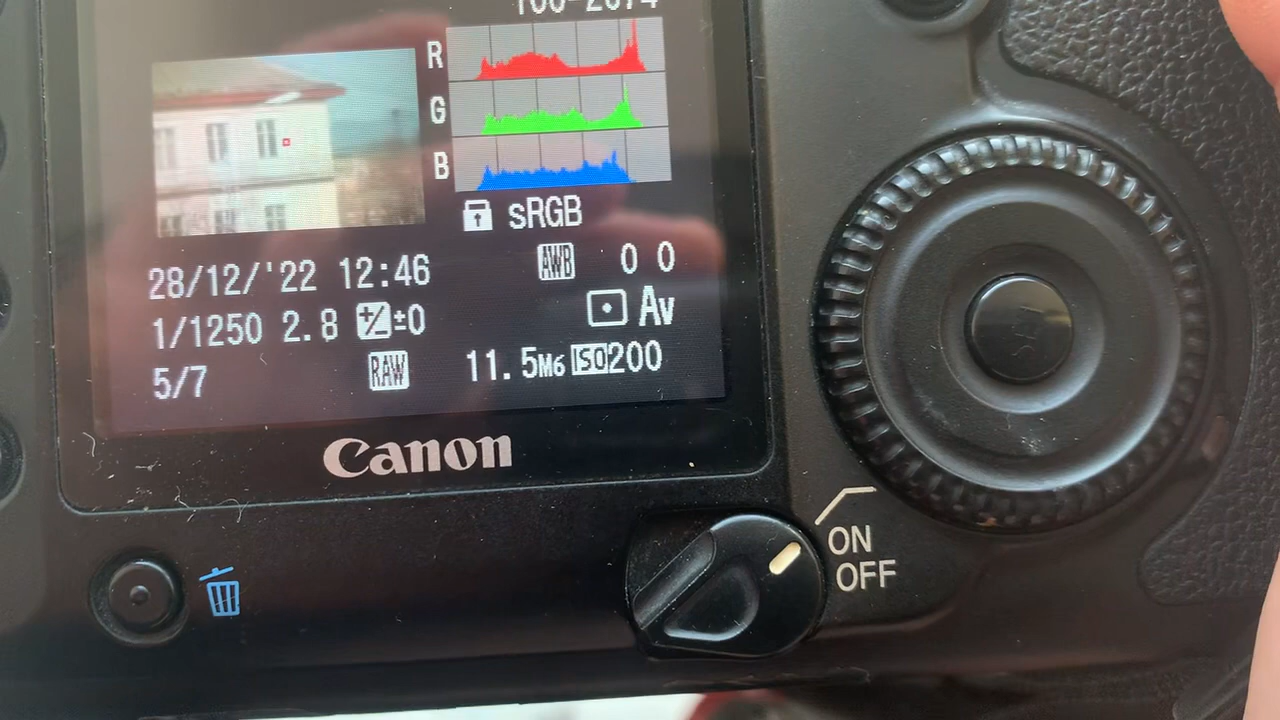 R
G
B
sRGB
28/12/'22 12:46 AWB 0 0
1/1250 2.8 ±0 Av
5/7 RAW 11.5M6 ISO200
Canon
ON
OFF